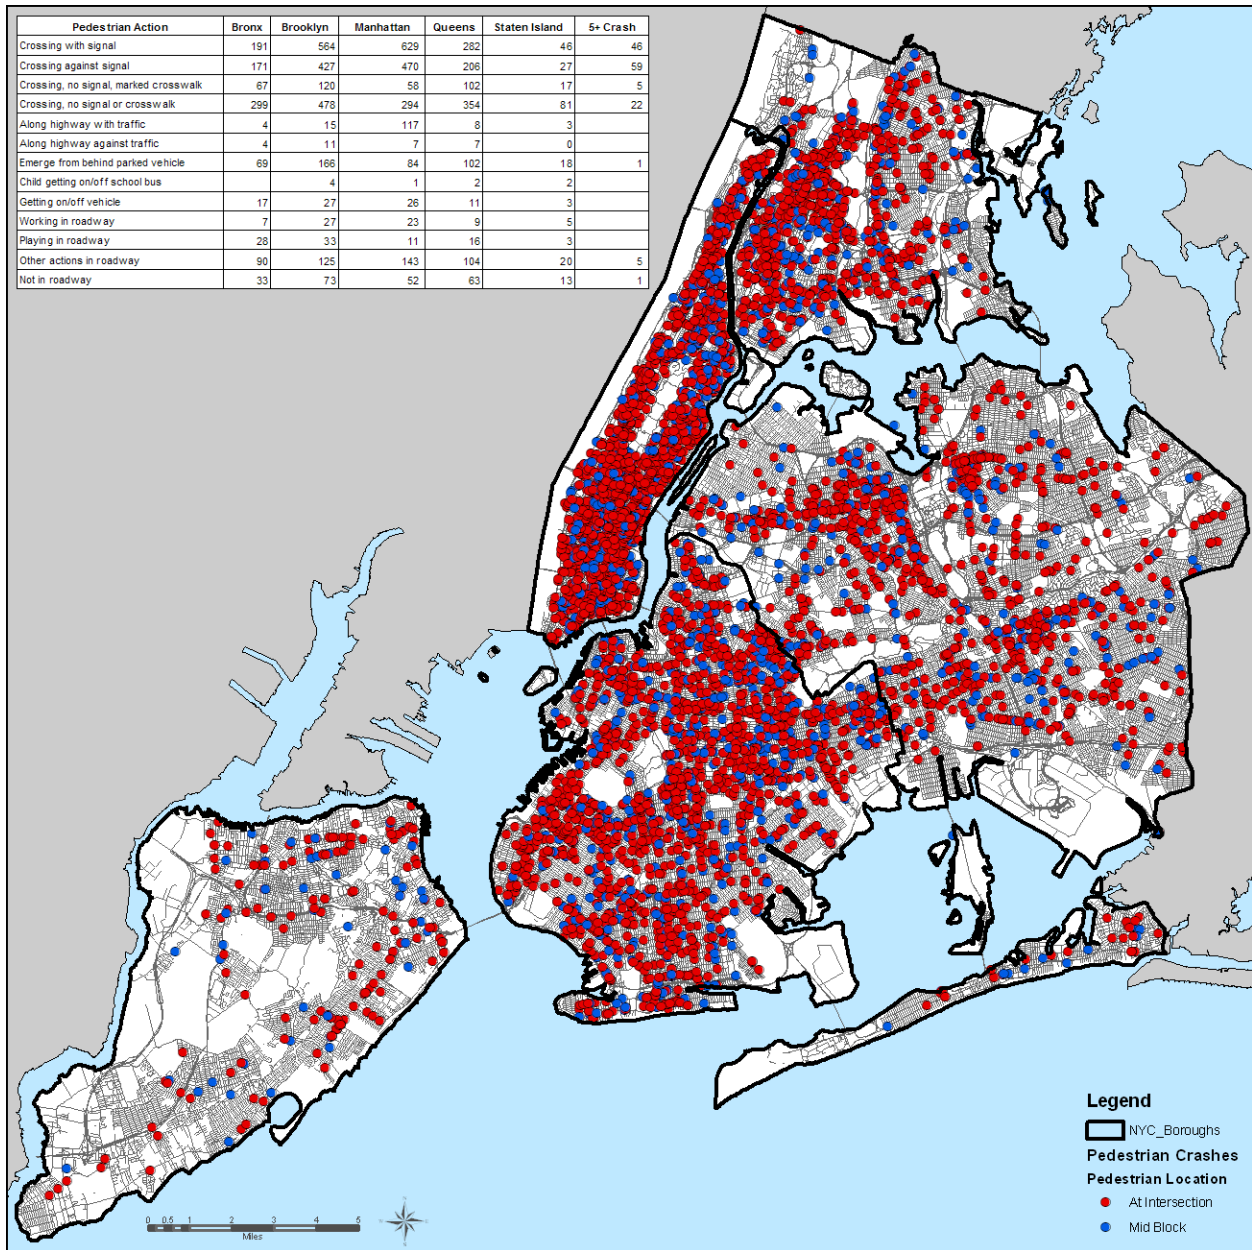 Pedestrian Action Bronx Brooklyn Manhattan Queens Staten Island 5+ Crash
Crossing with signal 191 564 629 282 46 46
Crossing against signal 171 427 470 206 27 59
Crossing, no signal, marked crosswalk 67 120 58 102 17 5
Crossing, no signal or crosswalk 299 478 294 354 81 22
Along highway with traffic 4 15 117 8 3
Along highway against traffic 4 11 7 7 0
Emerge from behind parked vehicle 69 166 84 102 18 1
Child getting on/off school bus 4 1 2 2
Getting on/off vehicle 17 27 26 11 3
Working in roadway 7 27 23 9 5
Playing in roadway 28 33 11 16 3
Other actions in roadway 90 125 143 104 20 5
Not in roadway 33 73 52 63 13 1
Legend
NYC_Boroughs
Pedestrian Crashes
Pedestrian Location
At Intersection
Mid Block
0 0.5 1 2 3 4 5
Miles